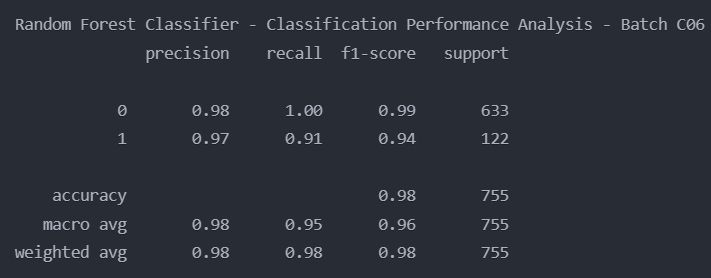 Random Forest Classifier - Classification Performance Analysis - Batch C06
precision recall f1-score support
0 0.98 1.00 0.99 633
1 0.97 0.91 0.94 122
accuracy 0.98 755
macro avg 0.98 0.95 0.96 755
weighted avg 0.98 0.98 0.98 755